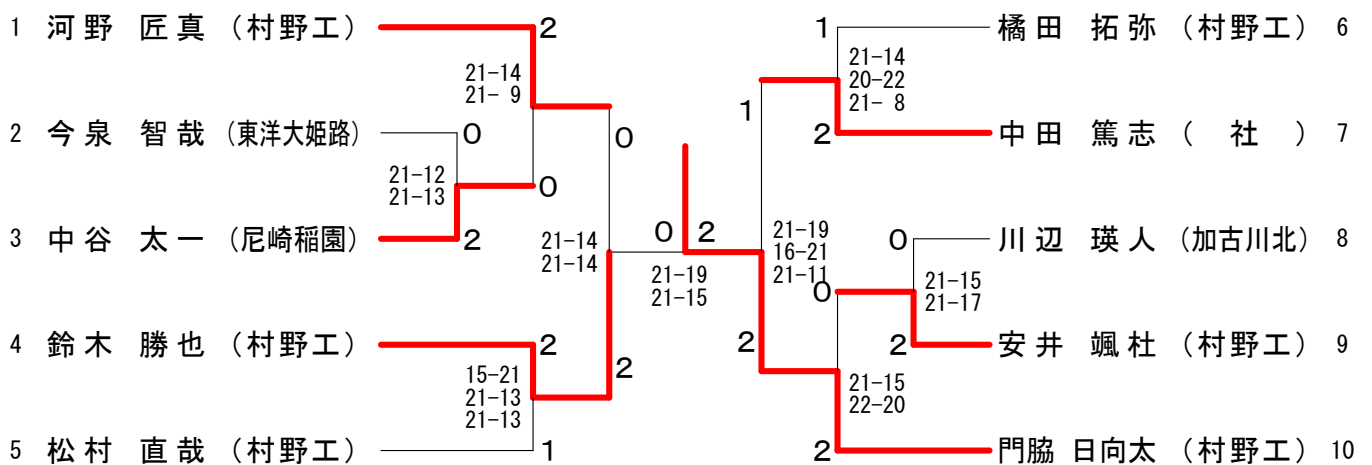 1 河野 匠真 (村野工) 2
21-14
21- 9
2 今泉 智哉 (東洋大姫路) 0
21-12
21-13
0
3 中谷 太一 (尼崎稲園) 2
0
21-14
21-14
4 鈴木 勝也 (村野工) 2
15-21
21-13
21-13
2
5 松村 直哉 (村野工) 1
0 2
21-19
21-15
1 橘田 拓弥 (村野工) 6
21-14
20-22
21- 8
1
2 中田 篤志 ( 社 ) 7
21-19
16-21
21-11
0 川辺 瑛人 (加古川北) 8
21-15
21-17
0
2 安井 颯杜 (村野工) 9
2
21-15
22-20
2 門脇 日向太 (村野工) 10